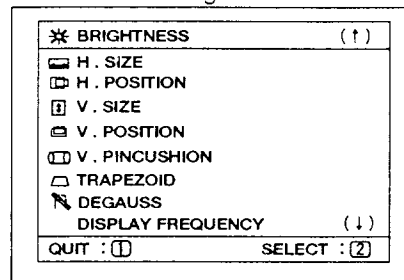 BRIGHTNESS (↑)
H . SIZE
H . POSITION
V . SIZE
V . POSITION
V . PINCUSHION
TRAPEZOID
DEGAUSS
DISPLAY FREQUENCY (↓)
QUIT : 1 SELECT : 2